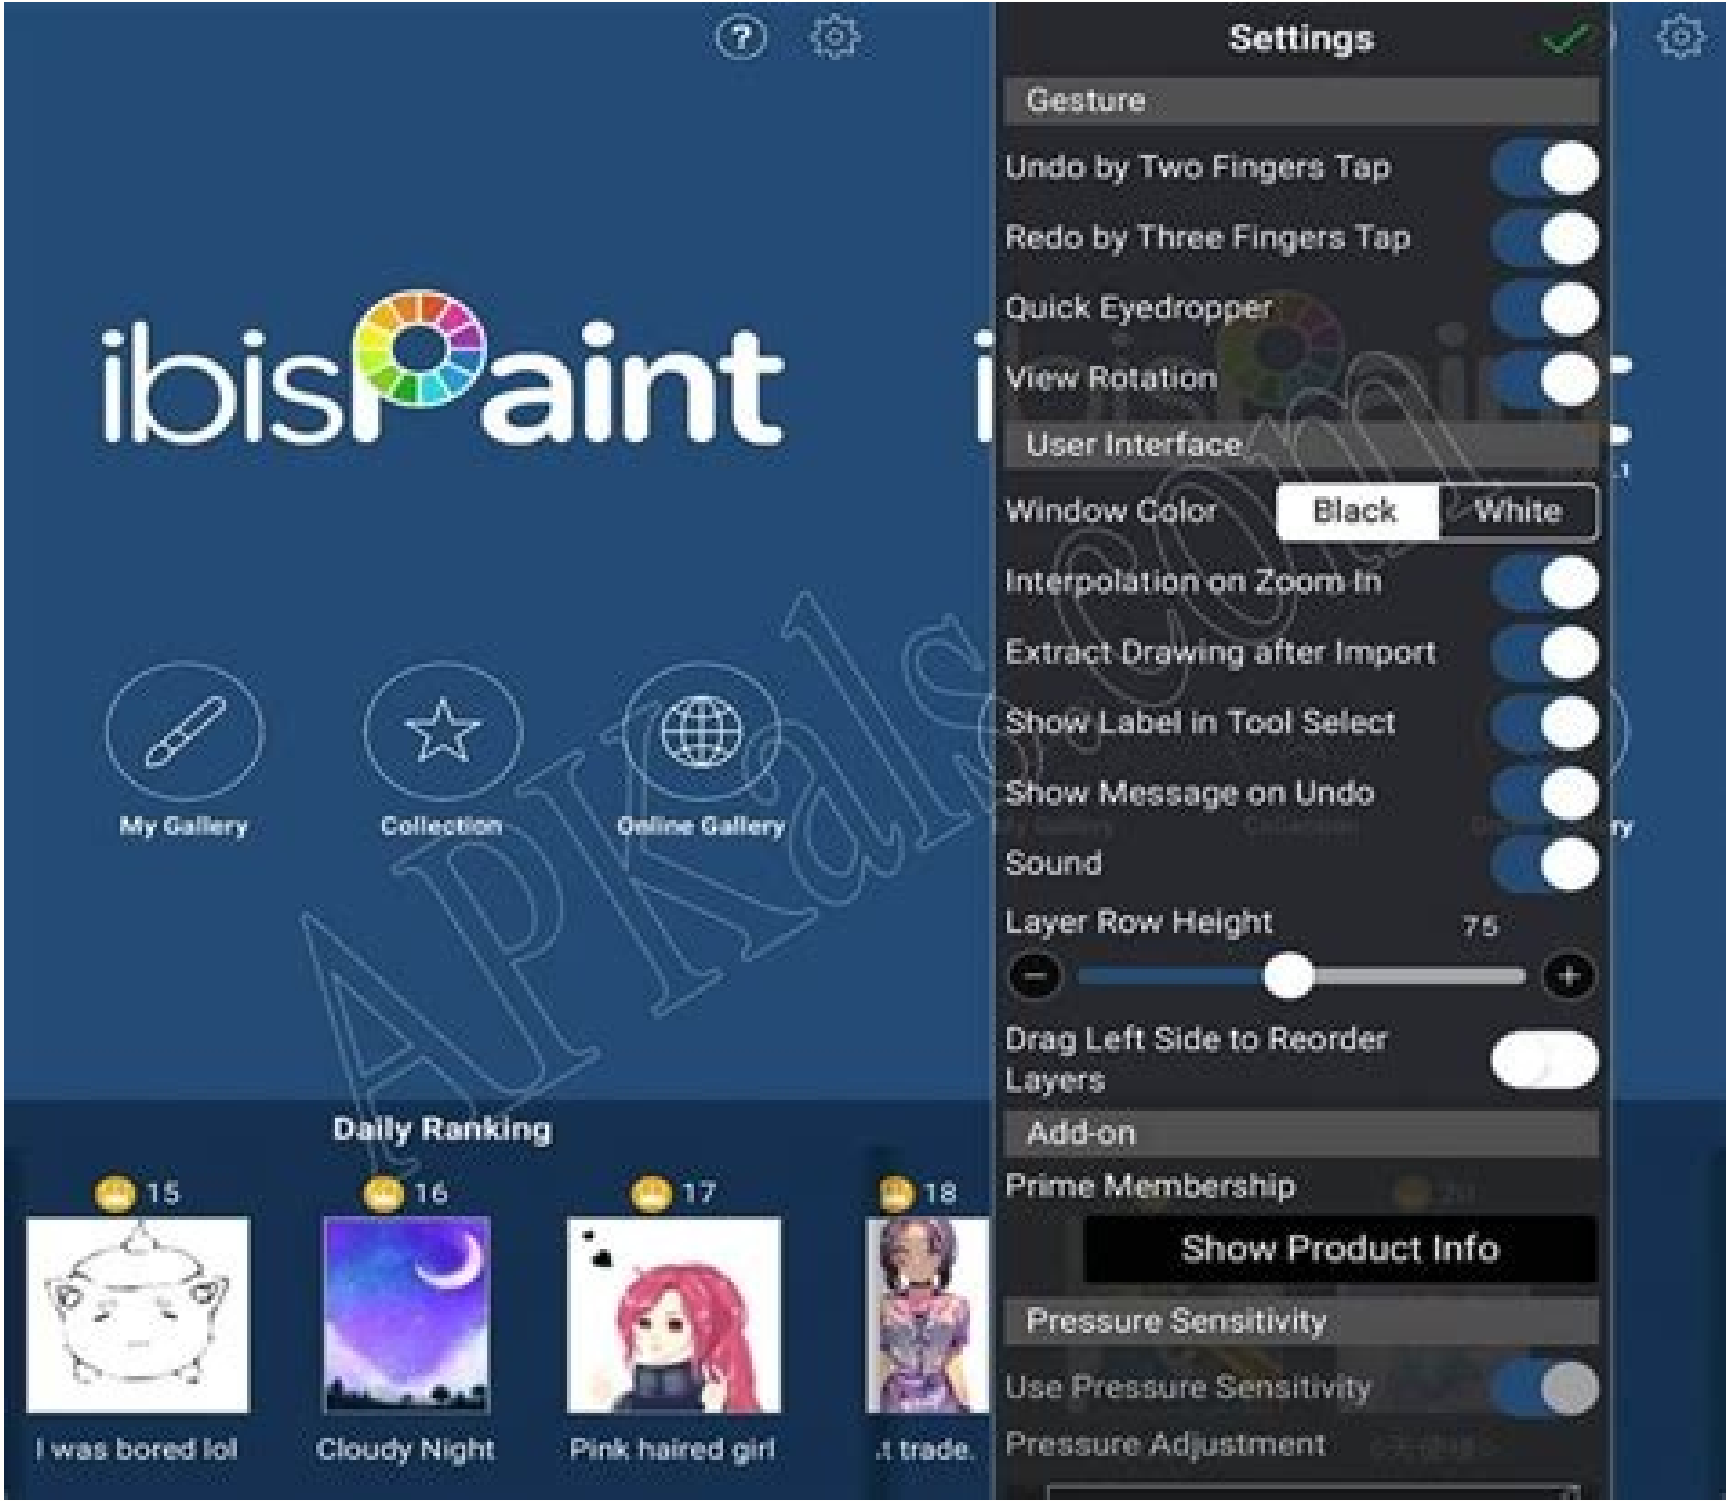 ?
ibisPaint
My Gallery
Collection
Online Gallery
Daily Ranking
15
16
17
18
I was bored lol
Cloudy Night
Pink haired girl
t trade.
Settings
Gesture
Undo by Two Fingers Tap
Redo by Three Fingers Tap
Quick Eyedropper
View Rotation
User Interface
Window Color
Black
White
Interpolation on Zoom In
Extract Drawing after Import
Show Label in Tool Select
Show Message on Undo
Sound
Layer Row Height
75
Drag Left Side to Reorder
Layers
Add-on
Prime Membership
Show Product Info
Pressure Sensitivity
Use Pressure Sensitivity
Pressure Adjustment
.1
ry
APKals.com